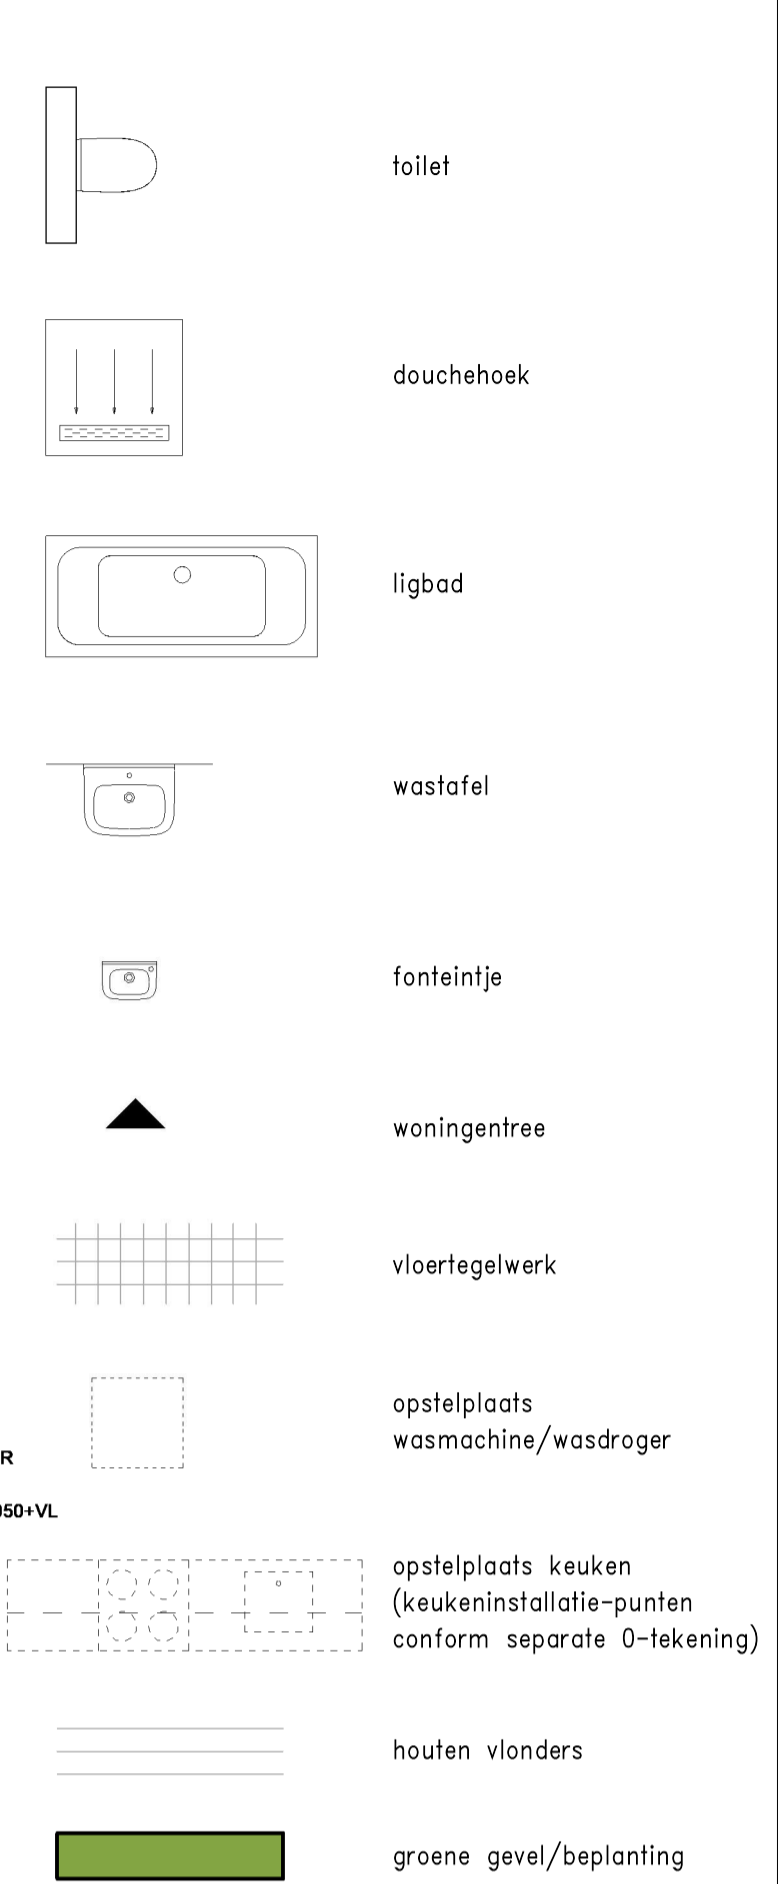 toilet
douchehoek
ligbad
wastafel
fonteintje
woningentree
vloertegelwerk
opstelplaats
wasmachine/wasdroger
R
050+VL
opstelplaats keuken
(keukeninstallatie-punten
conform separate 0-tekening)
houten vlonders
groene gevel/beplanting